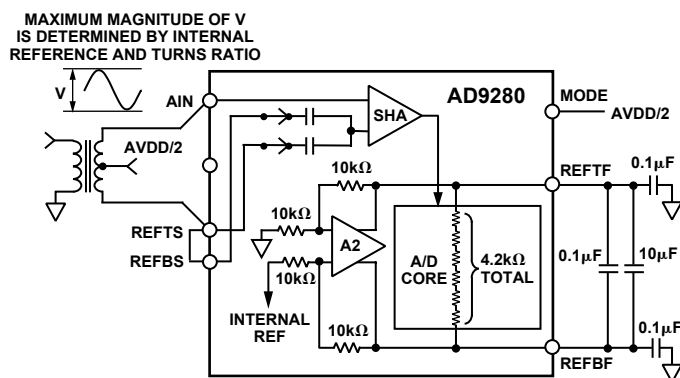 MAXIMUM MAGNITUDE OF V
IS DETERMINED BY INTERNAL
REFERENCE AND TURNS RATIO
V
AIN
AVDD/2
REFTS
REFBS
AD9280
SHA
MODE
AVDD/2
10kΩ
10kΩ
A2
10kΩ
10kΩ
INTERNAL
REF
A/D
CORE
4.2kΩ
TOTAL
REFTF
0.1µF
0.1µF
10µF
0.1µF
REFBF